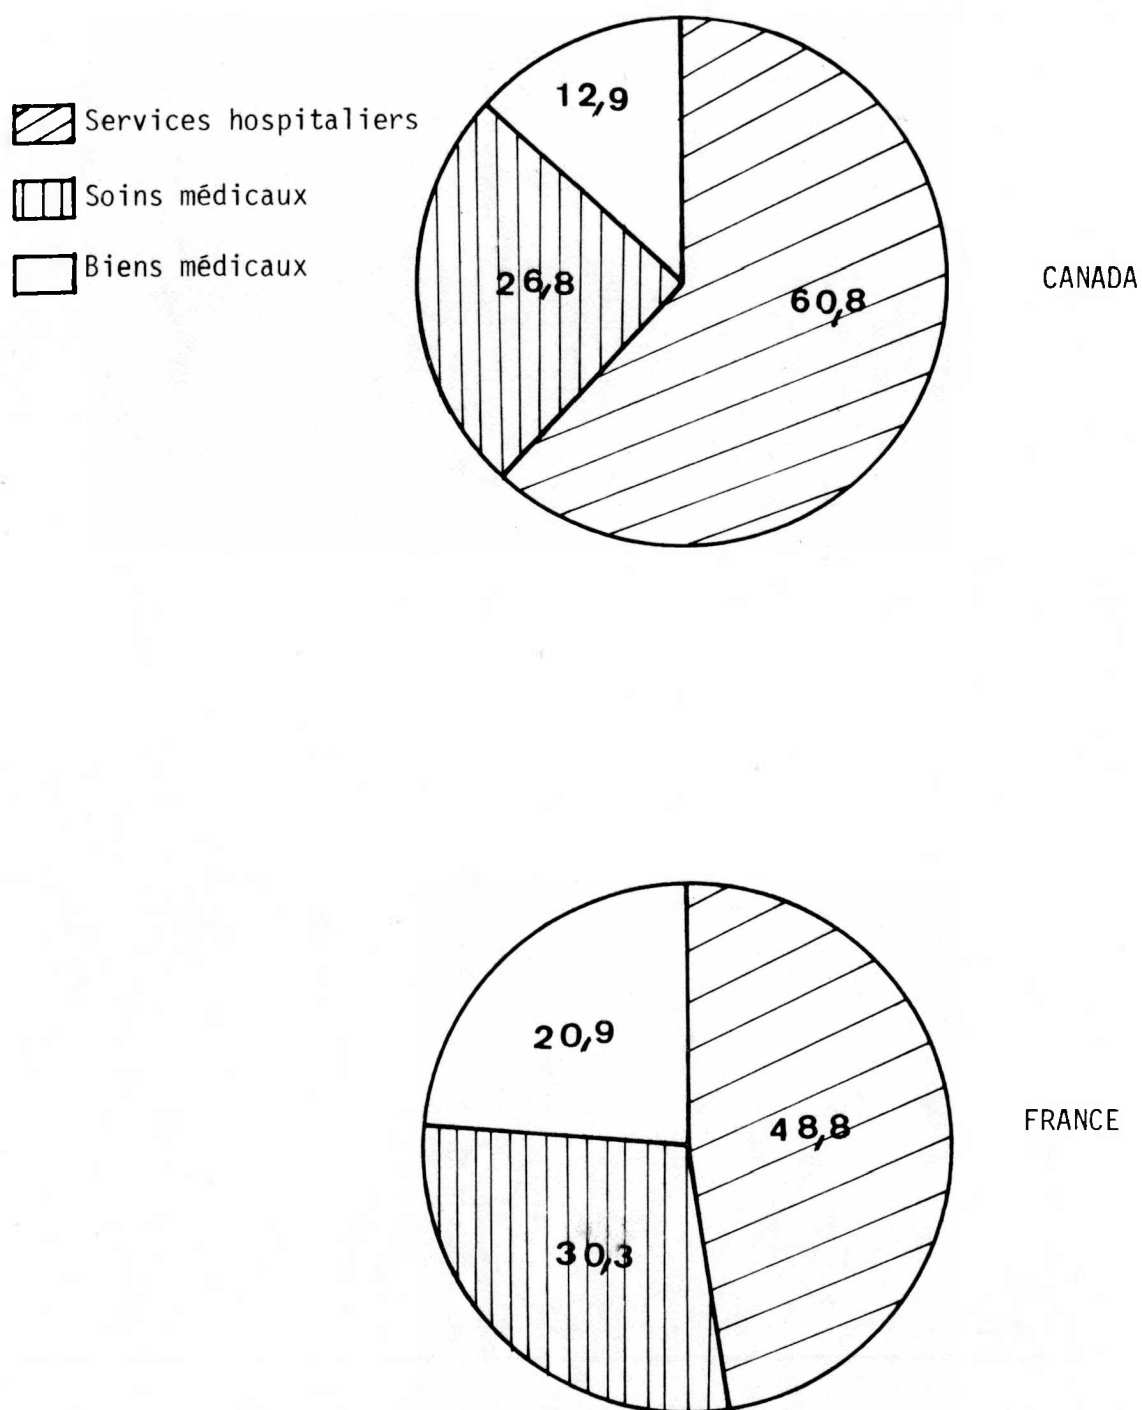 Services hospitaliers
Soins médicaux
Biens médicaux
12,9
26,8
60,8
CANADA
20,9
48,8
30,3
FRANCE